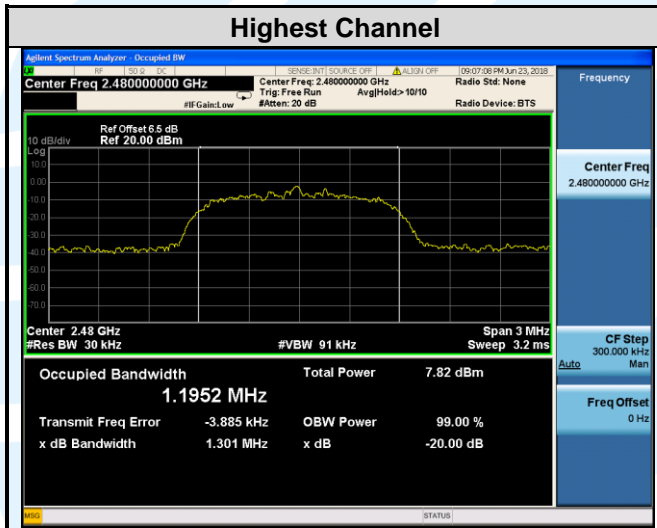 Highest Channel
Agilent Spectrum Analyzer - Occupied BW
RF 50 Ω DC SENSE:INT SOURCE OFF ALIGN OFF 09:07:08 PM Jun 23, 2018
Center Freq 2.480000000 GHz Center Freq: 2.480000000 GHz Radio Std: None Frequency
Trig: Free Run Avg|Hold:> 10/10
#IFGain:Low #Atten: 20 dB Radio Device: BTS
Ref Offset 6.5 dB
10 dB/div Ref 20.00 dBm
Log
10.0
0.00
-10.0
-20.0
-30.0
-40.0
-50.0
-60.0
-70.0
Center Freq
2.480000000 GHz
Center 2.48 GHz Span 3 MHz
#Res BW 30 kHz #VBW 91 kHz Sweep 3.2 ms
CF Step
300.000 kHz
Auto Man
Occupied Bandwidth Total Power 7.82 dBm
1.1952 MHz
Freq Offset
0 Hz
Transmit Freq Error -3.885 kHz OBW Power 99.00 %
x dB Bandwidth 1.301 MHz x dB -20.00 dB
MSG STATUS